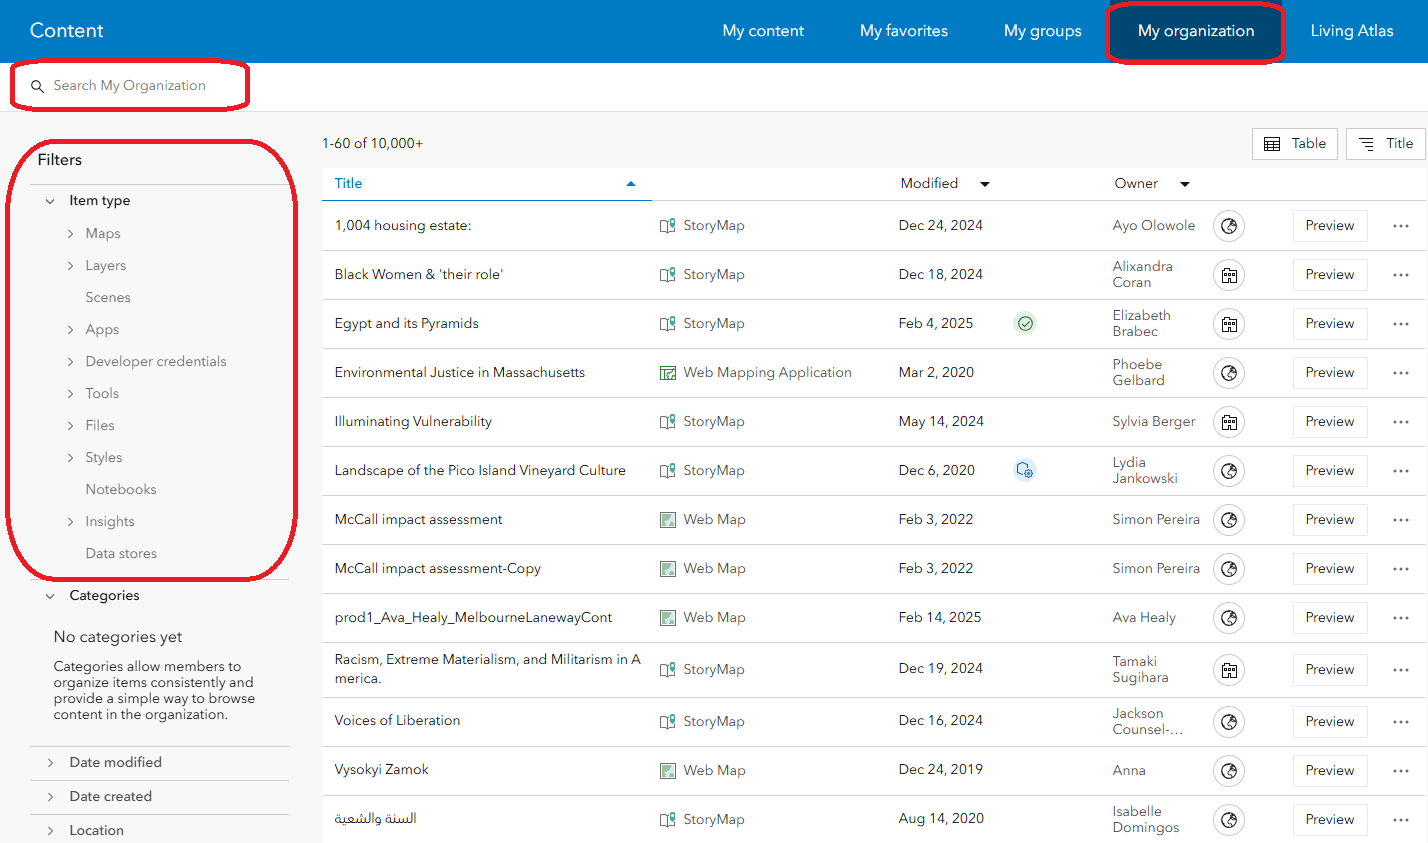 Content
My content
My favorites
My groups
My organization
Living Atlas
Search My Organization
Filters
Item type
Maps
Layers
Scenes
Apps
Developer credentials
Tools
Files
Styles
Notebooks
Insights
Data stores
Categories
No categories yet
Categories allow members to
organize items consistently and
provide a simple way to browse
content in the organization.
Date modified
Date created
Location
1-60 of 10,000+
Table
Title
Title Modified Owner
1,004 housing estate: StoryMap Dec 24, 2024 Ayo Olowole Preview
Black Women & 'their role' StoryMap Dec 18, 2024 Alixandra
Coran Preview
Egypt and its Pyramids StoryMap Feb 4, 2025 Elizabeth
Brabec Preview
Environmental Justice in Massachusetts Web Mapping Application Mar 2, 2020 Phoebe
Gelbard Preview
Illuminating Vulnerability StoryMap May 14, 2024 Sylvia Berger Preview
Landscape of the Pico Island Vineyard Culture StoryMap Dec 6, 2020 Lydia
Jankowski Preview
McCall impact assessment Web Map Feb 3, 2022 Simon Pereira Preview
McCall impact assessment-Copy Web Map Feb 3, 2022 Simon Pereira Preview
prod1_Ava_Healy_MelbourneLanewayCont Web Map Feb 14, 2025 Ava Healy Preview
Racism, Extreme Materialism, and Militarism in A
merica. StoryMap Dec 19, 2024 Tamaki
Sugihara Preview
Voices of Liberation StoryMap Dec 16, 2024 Jackson
Counsel-... Preview
Vysokyi Zamok Web Map Dec 24, 2019 Anna Preview
السنة والشعية StoryMap Aug 14, 2020 Isabelle
Domingos Preview